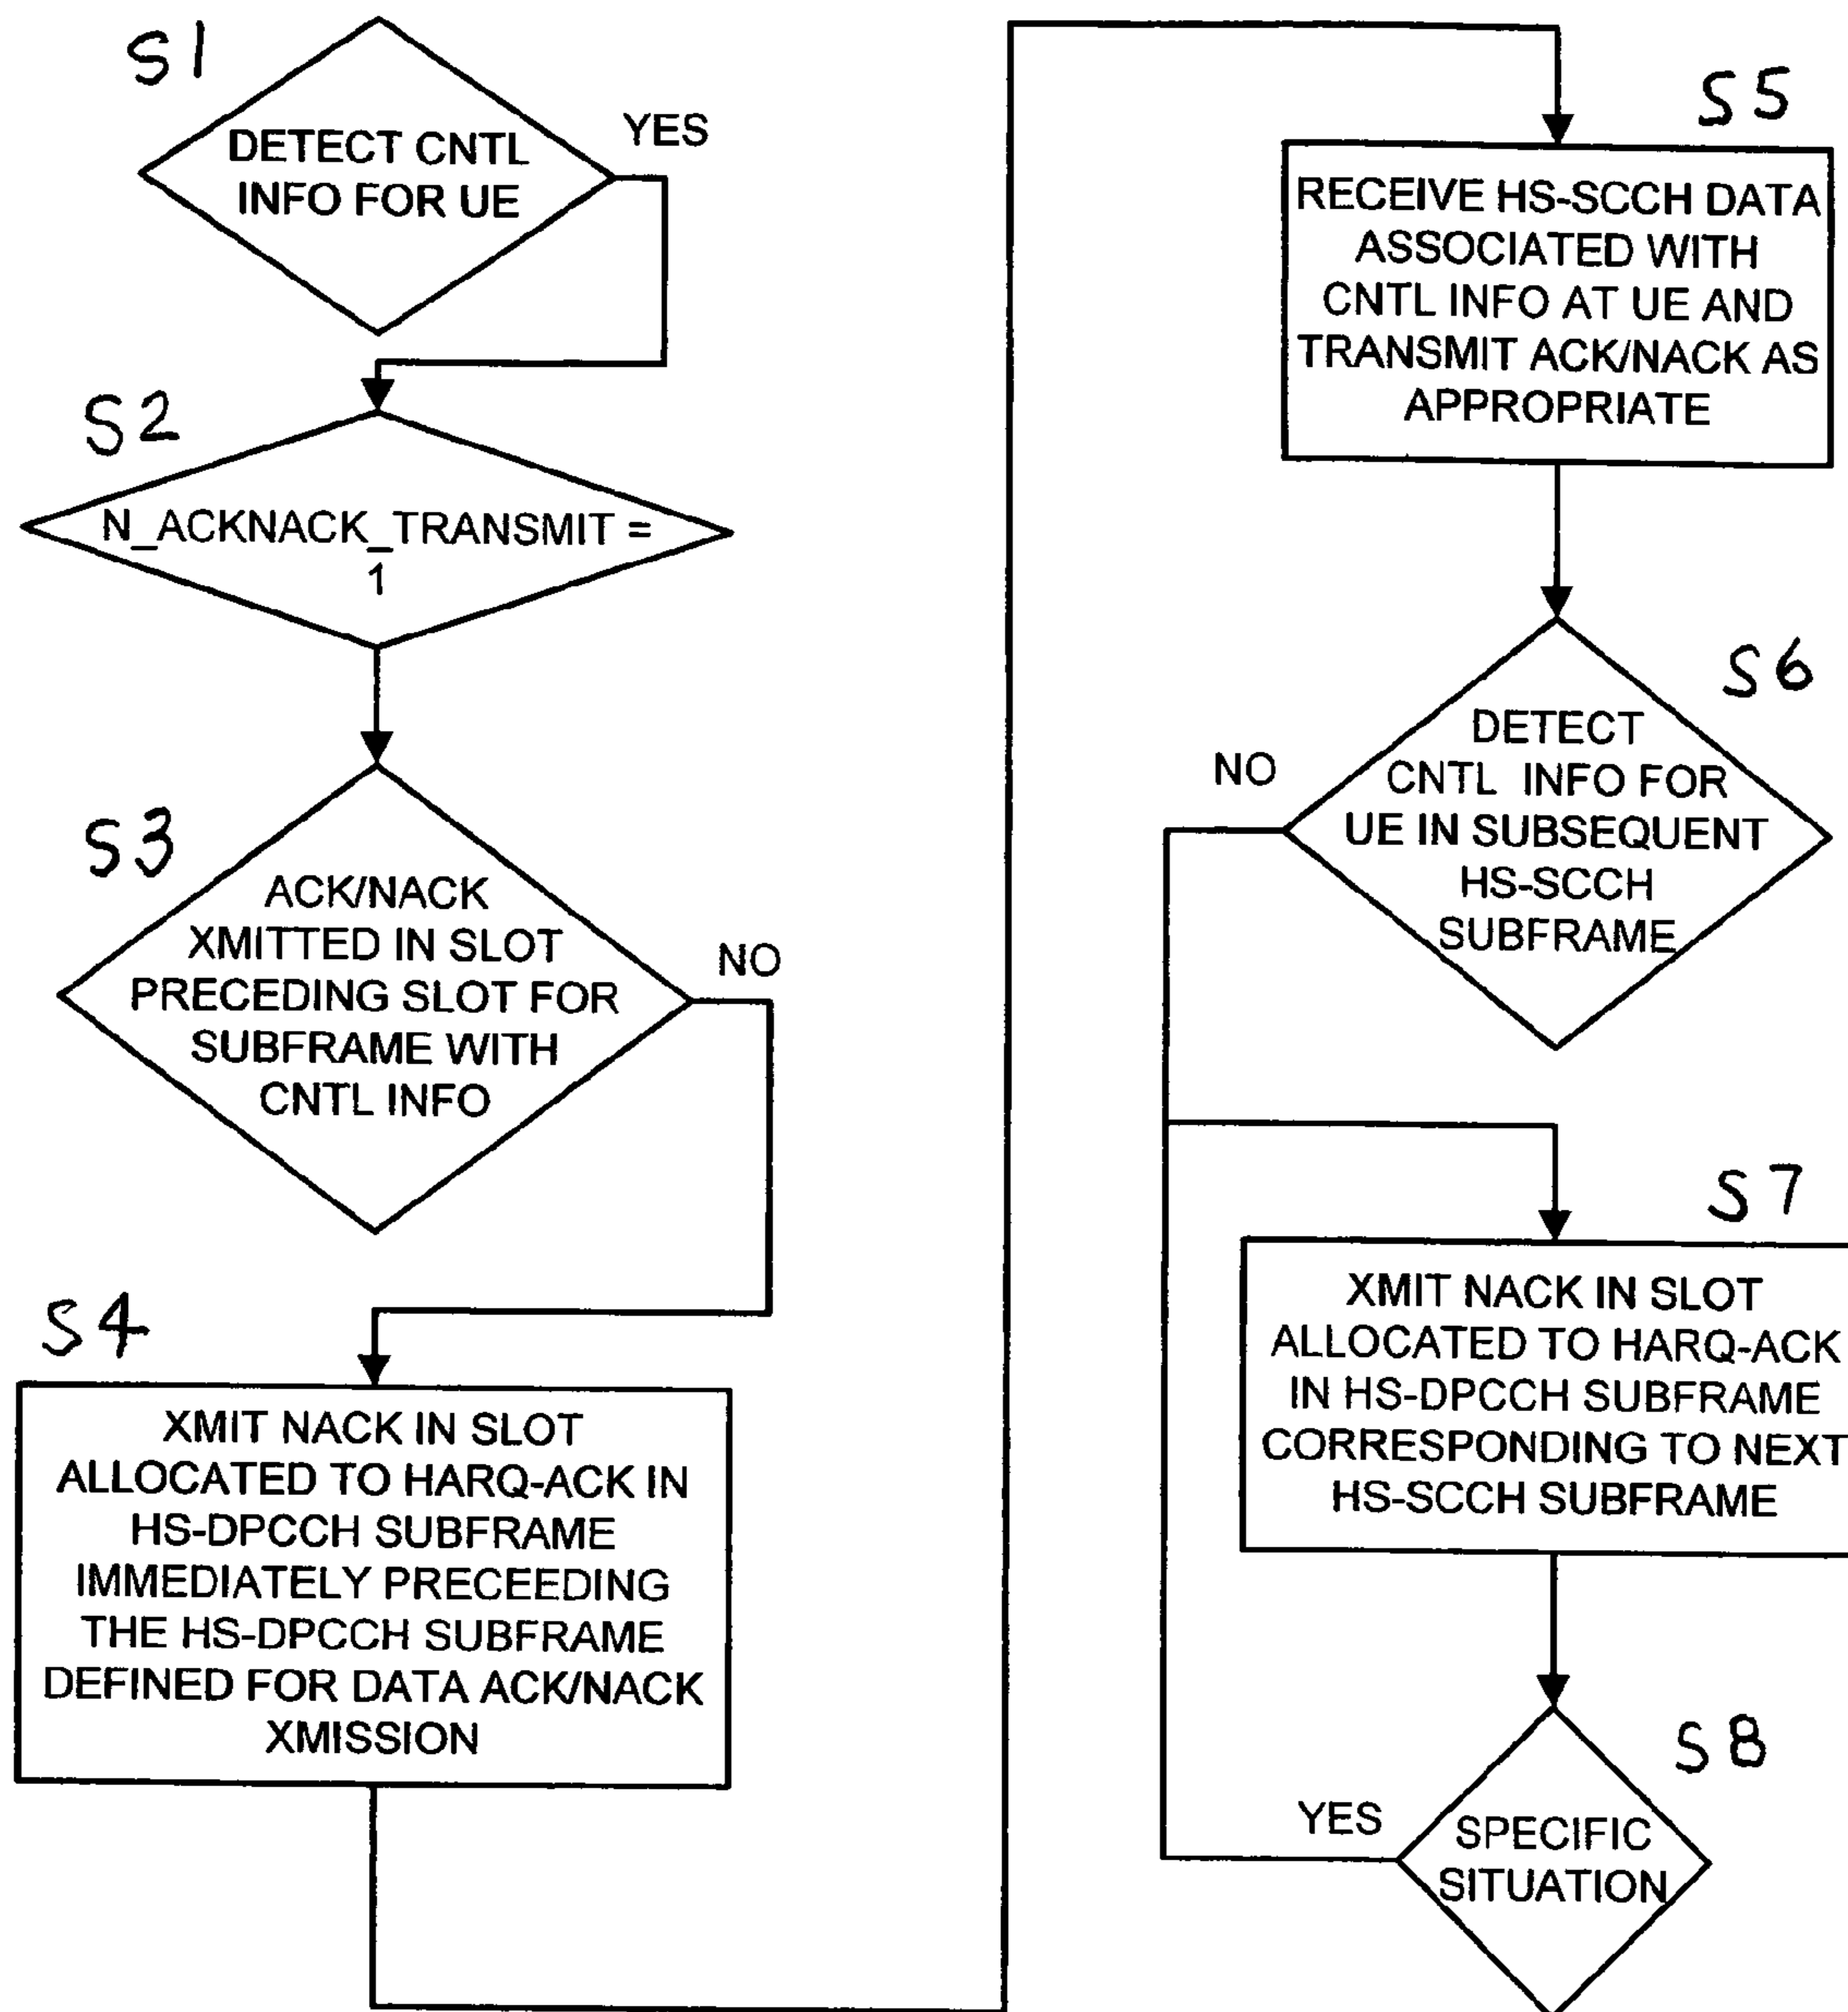 S1
DETECT CNTL
INFO FOR UE
YES
S2
N_ACKNACK_TRANSMIT =
1
S3
ACK/NACK
XMITTED IN SLOT
PRECEDING SLOT FOR
SUBFRAME WITH
CNTL INFO
NO
S4
XMIT NACK IN SLOT
ALLOCATED TO HARQ-ACK IN
HS-DPCCH SUBFRAME
IMMEDIATELY PRECEEDING
THE HS-DPCCH SUBFRAME
DEFINED FOR DATA ACK/NACK
XMISSION
S5
RECEIVE HS-SCCH DATA
ASSOCIATED WITH
CNTL INFO AT UE AND
TRANSMIT ACK/NACK AS
APPROPRIATE
S6
DETECT
CNTL INFO FOR
UE IN SUBSEQUENT
HS-SCCH
SUBFRAME
NO
S7
XMIT NACK IN SLOT
ALLOCATED TO HARQ-ACK
IN HS-DPCCH SUBFRAME
CORRESPONDING TO NEXT
HS-SCCH SUBFRAME
S8
SPECIFIC
SITUATION
YES